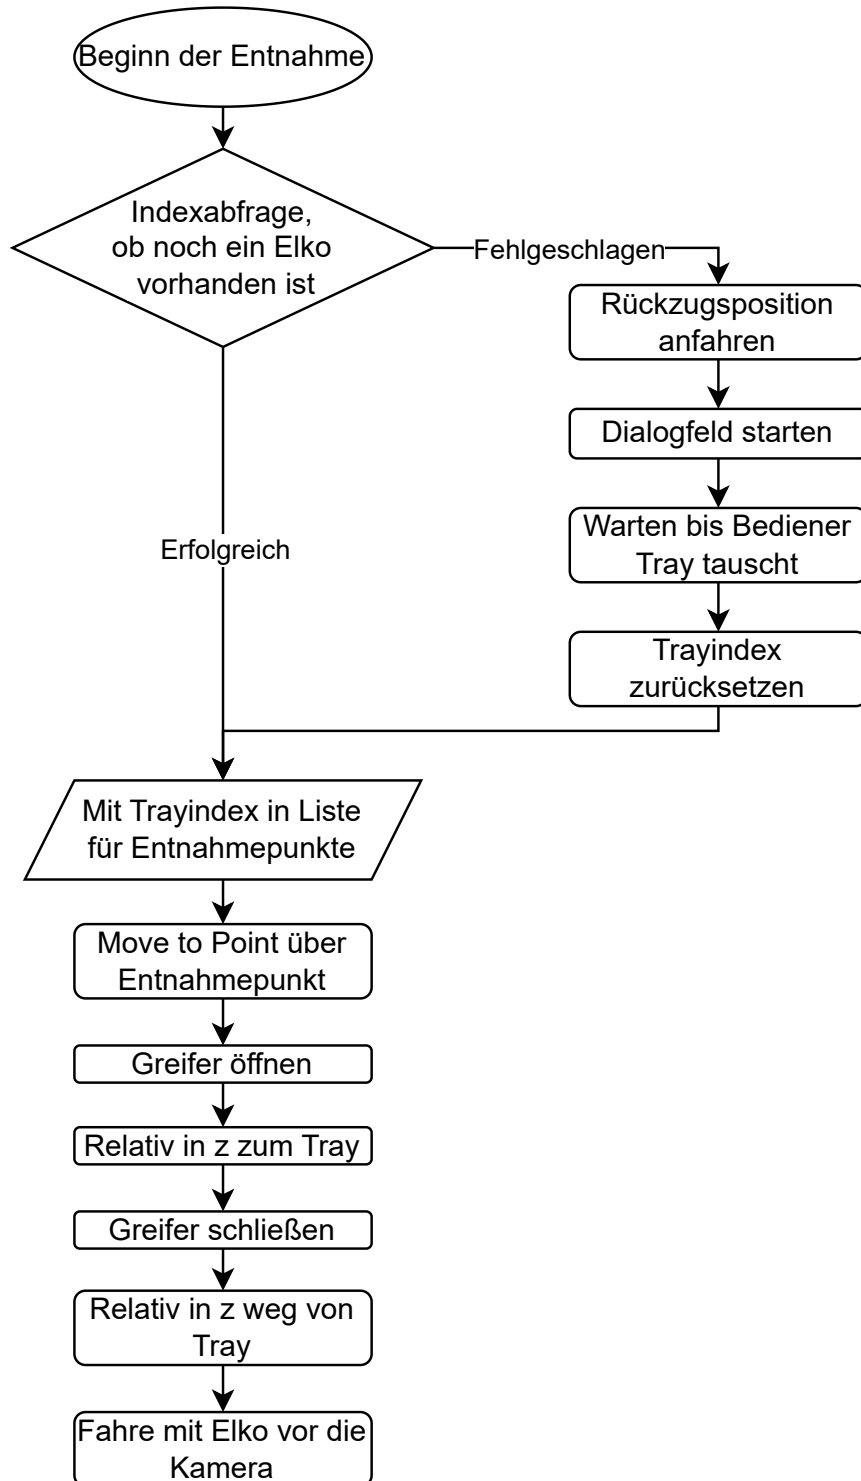 Beginn der Entnahme
Indexabfrage,
ob noch ein Elko
vorhanden ist
Fehlgeschlagen
Rückzugsposition
anfahren
Dialogfeld starten
Warten bis Bediener
Tray tauscht
Trayindex
zurücksetzen
Erfolgreich
Mit Trayindex in Liste
für Entnahmepunkte
Move to Point über
Entnahmepunkt
Greifer öffnen
Relativ in z zum Tray
Greifer schließen
Relativ in z weg von
Tray
Fahre mit Elko vor die
Kamera